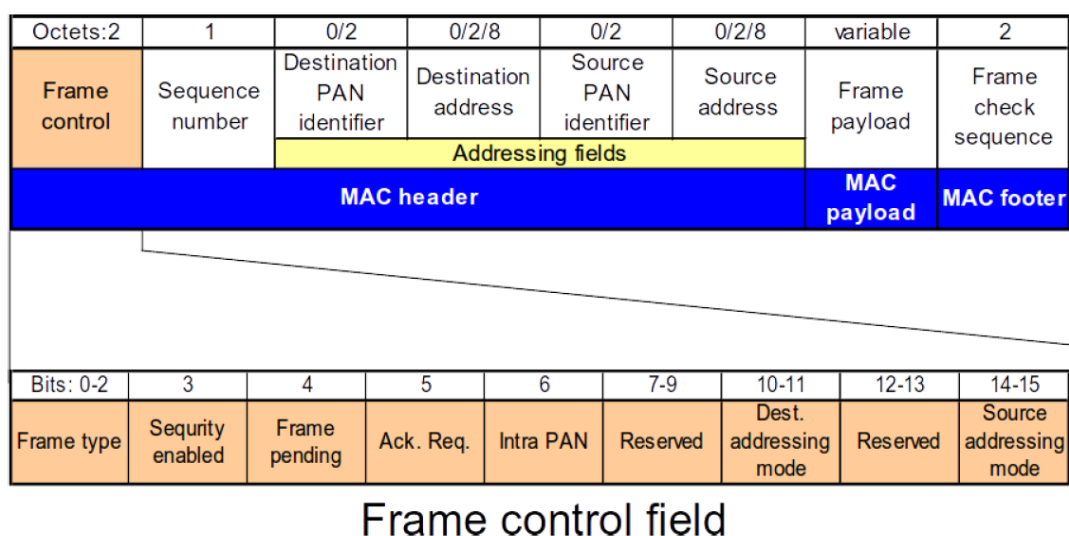 Octets:2 1 0/2 0/2/8 0/2 0/2/8 variable 2
Frame control
Sequence number
Destination PAN identifier
Destination address
Source PAN identifier
Source address
Frame payload
Frame check sequence
Addressing fields
MAC header
MAC payload
MAC footer
Bits: 0-2 3 4 5 6 7-9 10-11 12-13 14-15
Frame type
Sequrity enabled
Frame pending
Ack. Req.
Intra PAN
Reserved
Dest. addressing mode
Reserved
Source addressing mode
Frame control field